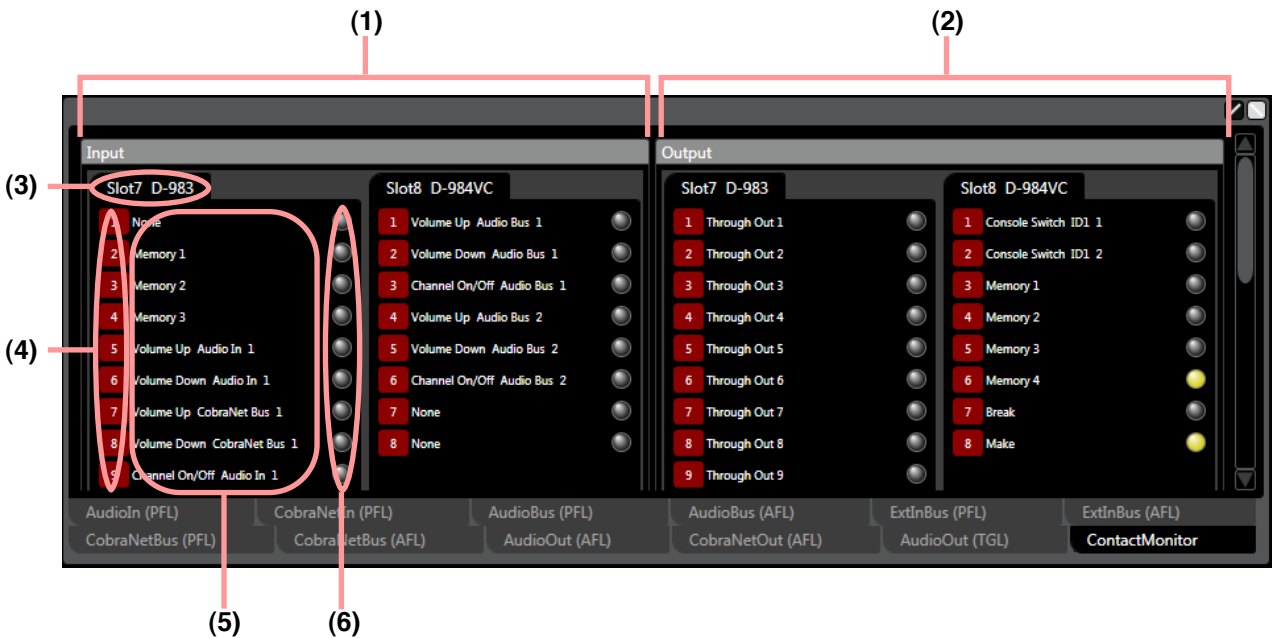 (1)
(2)
Input
Output
(3)
Slot7 D-983
Slot8 D-984VC
Slot7 D-983
Slot8 D-984VC
1 None
2 Memory 1
3 Memory 2
4 Memory 3
5 Volume Up Audio In 1
6 Volume Down Audio In 1
7 Volume Up CobraNet Bus 1
8 Volume Down CobraNet Bus 1
9 Channel On/Off Audio In 1
1 Volume Up Audio Bus 1
2 Volume Down Audio Bus 1
3 Channel On/Off Audio Bus 1
4 Volume Up Audio Bus 2
5 Volume Down Audio Bus 2
6 Channel On/Off Audio Bus 2
7 None
8 None
1 Through Out 1
2 Through Out 2
3 Through Out 3
4 Through Out 4
5 Through Out 5
6 Through Out 6
7 Through Out 7
8 Through Out 8
9 Through Out 9
1 Console Switch ID1 1
2 Console Switch ID1 2
3 Memory 1
4 Memory 2
5 Memory 3
6 Memory 4
7 Break
8 Make
(4)
AudioIn (PFL)
CobraNetIn (PFL)
AudioBus (PFL)
AudioBus (AFL)
ExtInBus (PFL)
ExtInBus (AFL)
CobraNetBus (PFL)
CobraNetBus (AFL)
AudioOut (AFL)
CobraNetOut (AFL)
AudioOut (TGL)
ContactMonitor
(5)
(6)